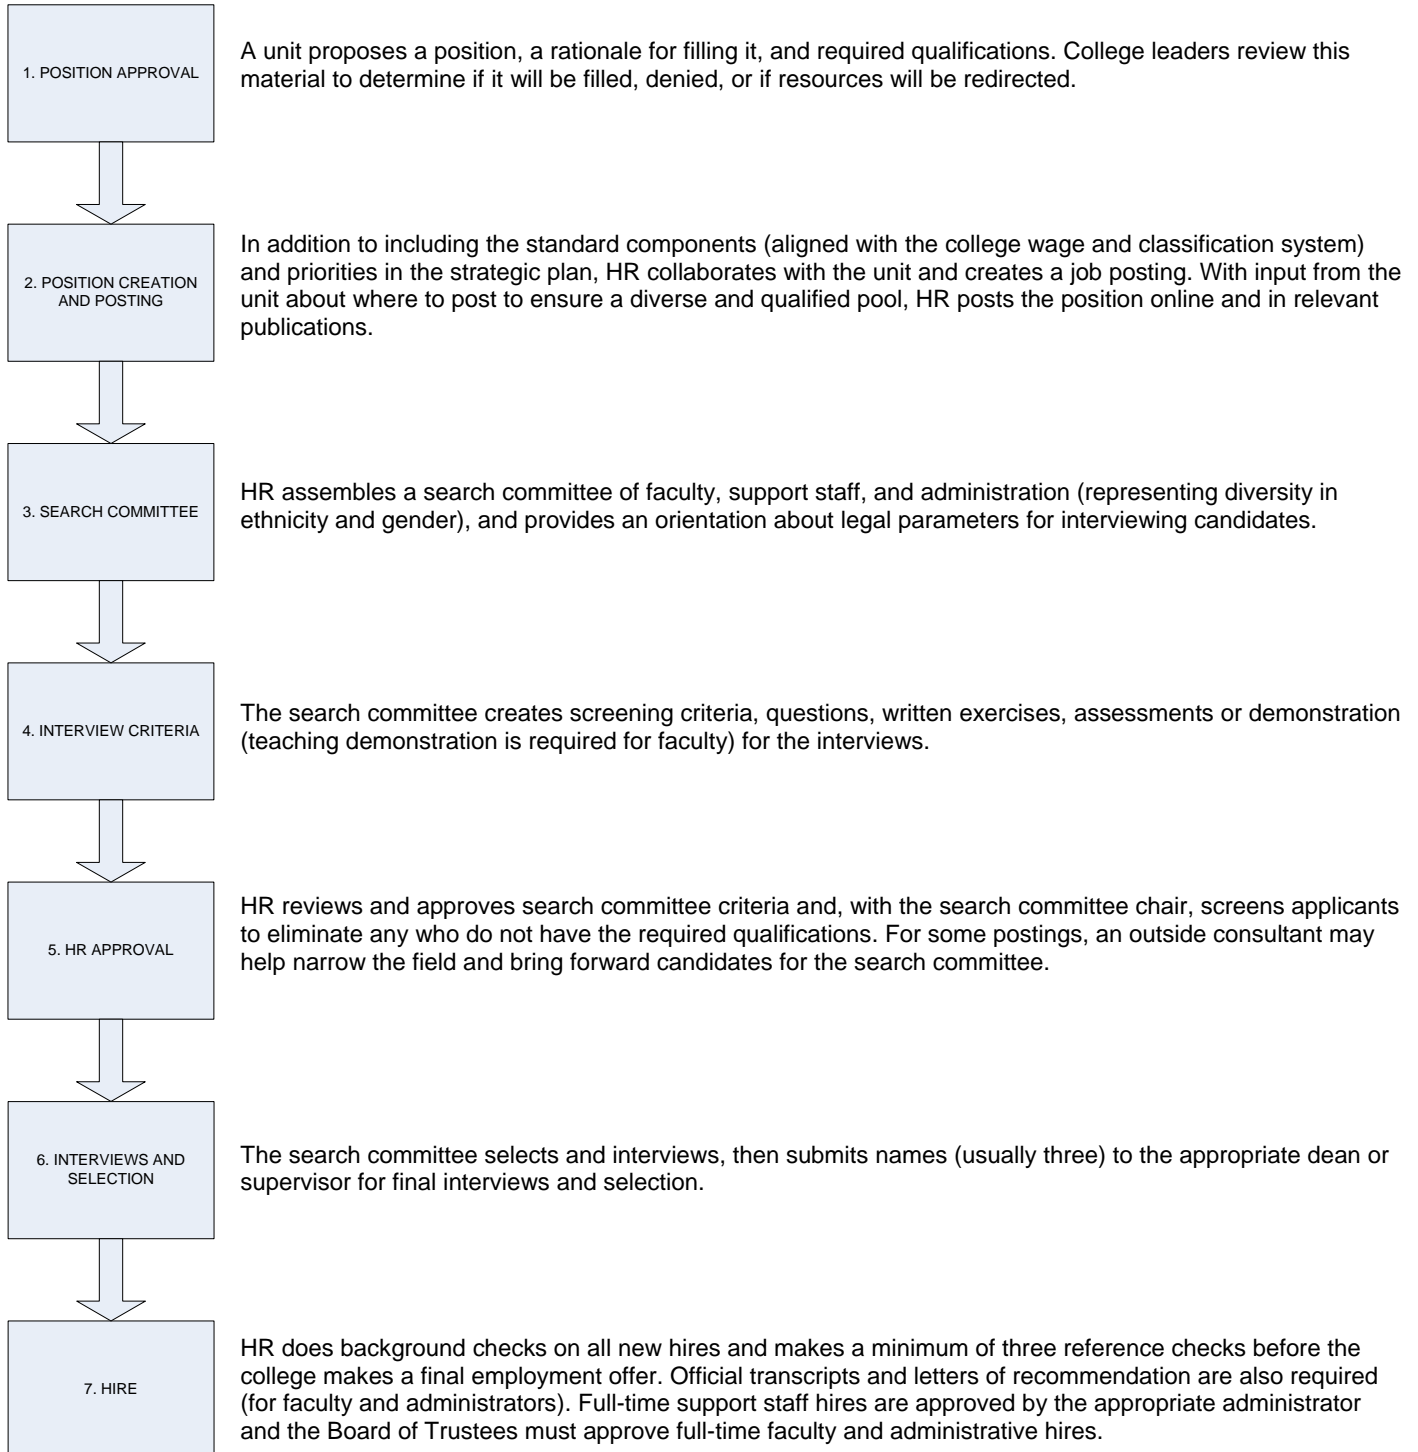 1. POSITION APPROVAL
A unit proposes a position, a rationale for filling it, and required qualifications. College leaders review this
material to determine if it will be filled, denied, or if resources will be redirected.
2. POSITION CREATION
AND POSTING
In addition to including the standard components (aligned with the college wage and classification system)
and priorities in the strategic plan, HR collaborates with the unit and creates a job posting. With input from the
unit about where to post to ensure a diverse and qualified pool, HR posts the position online and in relevant
publications.
3. SEARCH COMMITTEE
HR assembles a search committee of faculty, support staff, and administration (representing diversity in
ethnicity and gender), and provides an orientation about legal parameters for interviewing candidates.
4. INTERVIEW CRITERIA
The search committee creates screening criteria, questions, written exercises, assessments or demonstration
(teaching demonstration is required for faculty) for the interviews.
5. HR APPROVAL
HR reviews and approves search committee criteria and, with the search committee chair, screens applicants
to eliminate any who do not have the required qualifications. For some postings, an outside consultant may
help narrow the field and bring forward candidates for the search committee.
6. INTERVIEWS AND
SELECTION
The search committee selects and interviews, then submits names (usually three) to the appropriate dean or
supervisor for final interviews and selection.
7. HIRE
HR does background checks on all new hires and makes a minimum of three reference checks before the
college makes a final employment offer. Official transcripts and letters of recommendation are also required
(for faculty and administrators). Full-time support staff hires are approved by the appropriate administrator
and the Board of Trustees must approve full-time faculty and administrative hires.